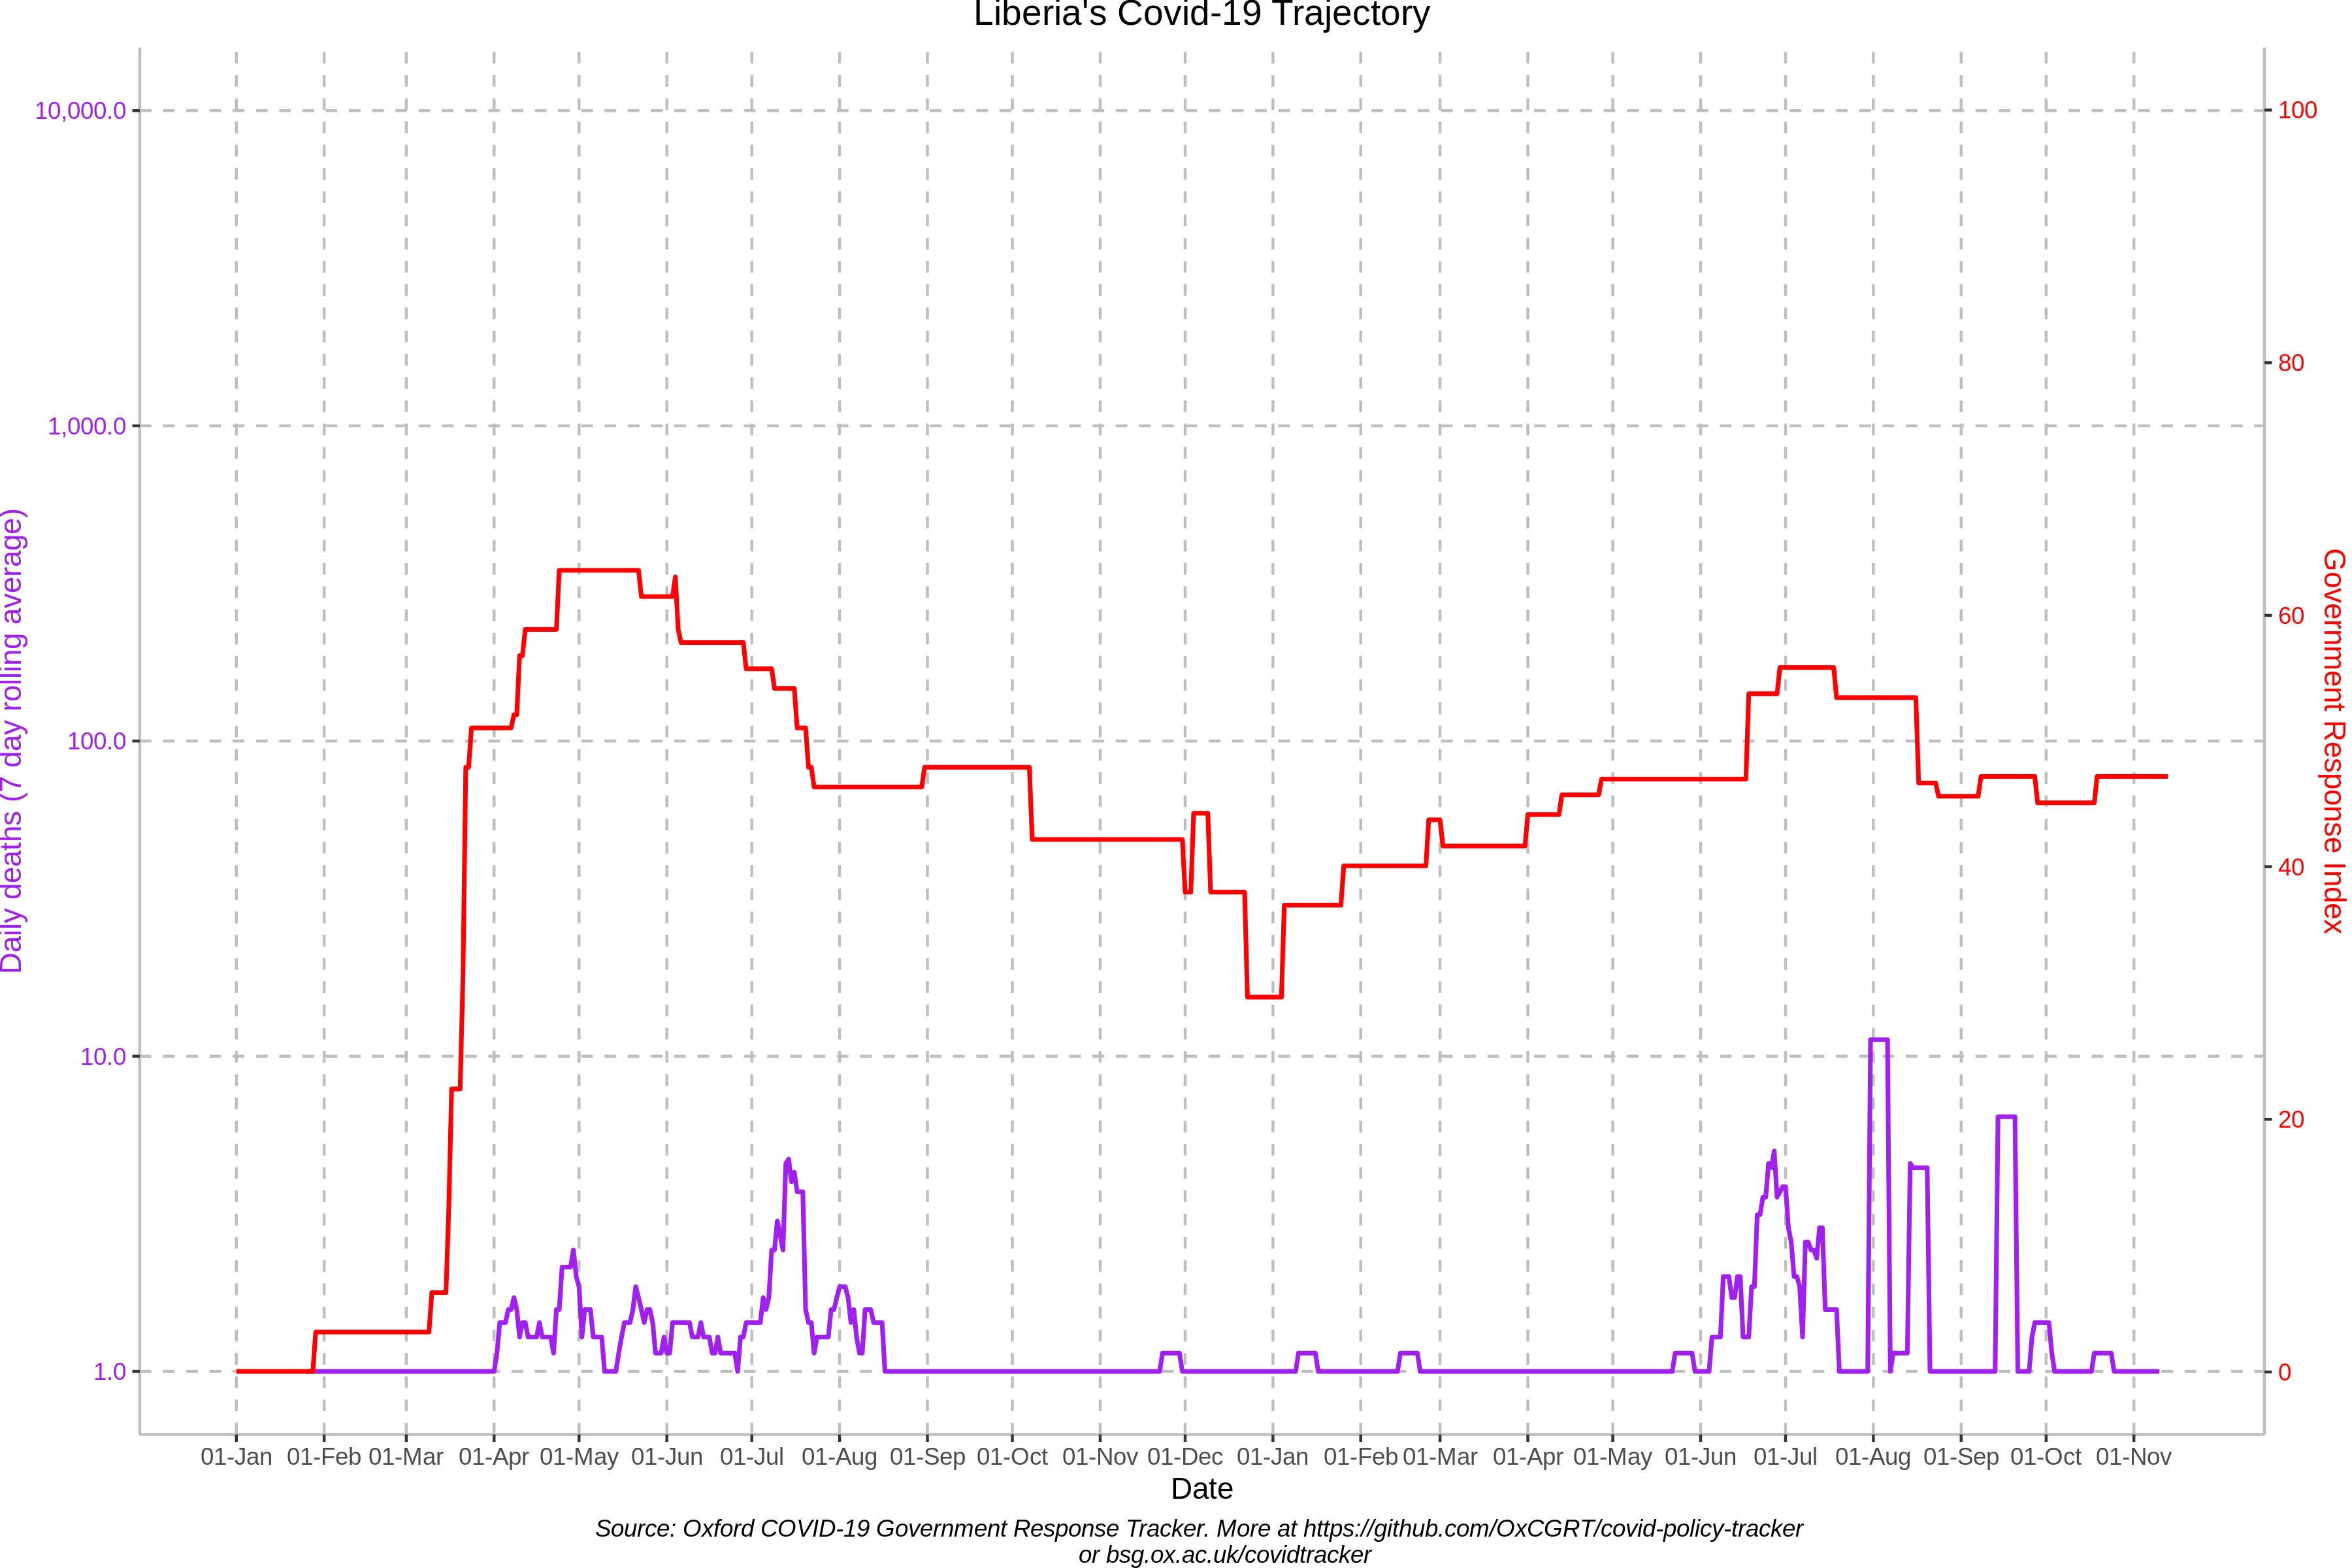 Liberia's Covid-19 Trajectory
10,000.0
1,000.0
100.0
10.0
1.0
Daily deaths (7 day rolling average)
100
80
60
40
20
0
Government Response Index
01-Jan 01-Feb 01-Mar 01-Apr 01-May 01-Jun 01-Jul 01-Aug 01-Sep 01-Oct 01-Nov 01-Dec 01-Jan 01-Feb 01-Mar 01-Apr 01-May 01-Jun 01-Jul 01-Aug 01-Sep 01-Oct 01-Nov
Date
Source: Oxford COVID-19 Government Response Tracker. More at https://github.com/OxCGRT/covid-policy-tracker
or bsg.ox.ac.uk/covidtracker